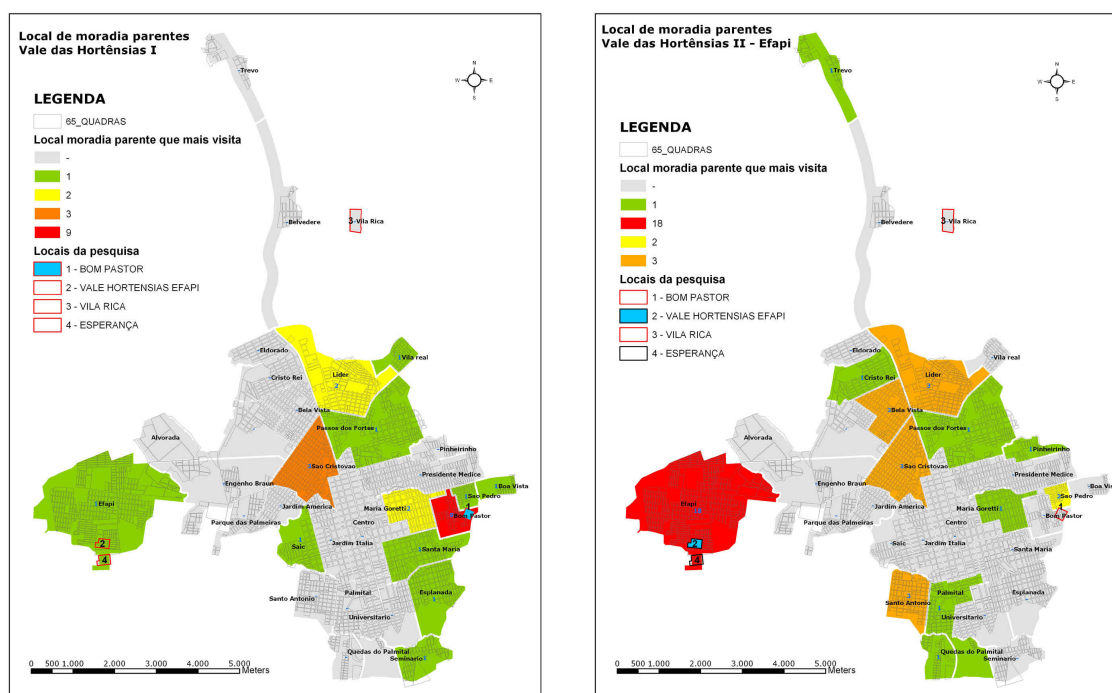 Local de moradia parentes
Vale das Hortênsias I
N
W E
S
LEGENDA
65_QUADRAS
Local moradia parente que mais visita
-
1
2
3
9
Locais da pesquisa
1 - BOM PASTOR
2 - VALE HORTENSIAS EFAPI
3 - VILA RICA
4 - ESPERANÇA
Trevo
Belvedere
3 Vila Rica
Eldorado
Vila real
Cristo Rei
Lider
2
Bela Vista
Passos dos Fortes
Alvorada
Pinheirinho
Sao Cristovao
Presidente Medice
Engenho Braun
Boa Vista
Efapi
Sao Pedro
Jardim America
Maria Goretti
Bom Pastor
Parque das Palmeiras
Centro
2
Saic
Jardim Italia
Santa Maria
4
Palmital
Esplanada
Santo Antonio
Universitario
Quedas do Palmital
Seminario
0 500 1.000 2.000 3.000 4.000 5.000
Meters
Local de moradia parentes
Vale das Hortênsias II - Efapi
N
W E
S
LEGENDA
65_QUADRAS
Local moradia parente que mais visita
-
1
18
2
3
Locais da pesquisa
1 - BOM PASTOR
2 - VALE HORTENSIAS EFAPI
3 - VILA RICA
4 - ESPERANÇA
Trevo
Belvedere
3 Vila Rica
Eldorado
Vila real
Cristo Rei
Lider
Bela Vista
Passos dos Fortes
Alvorada
Pinheirinho
Sao Cristovao
Presidente Medice
Engenho Braun
Boa Vista
Efapi
Sao Pedro
Jardim America
Maria Goretti
1
Bom Pastor
Parque das Palmeiras
Centro
2
Saic
Jardim Italia
Santa Maria
4
Palmital
Esplanada
Santo Antonio
Universitario
Quedas do Palmital
Seminario
0 500 1.000 2.000 3.000 4.000 5.000
Meters